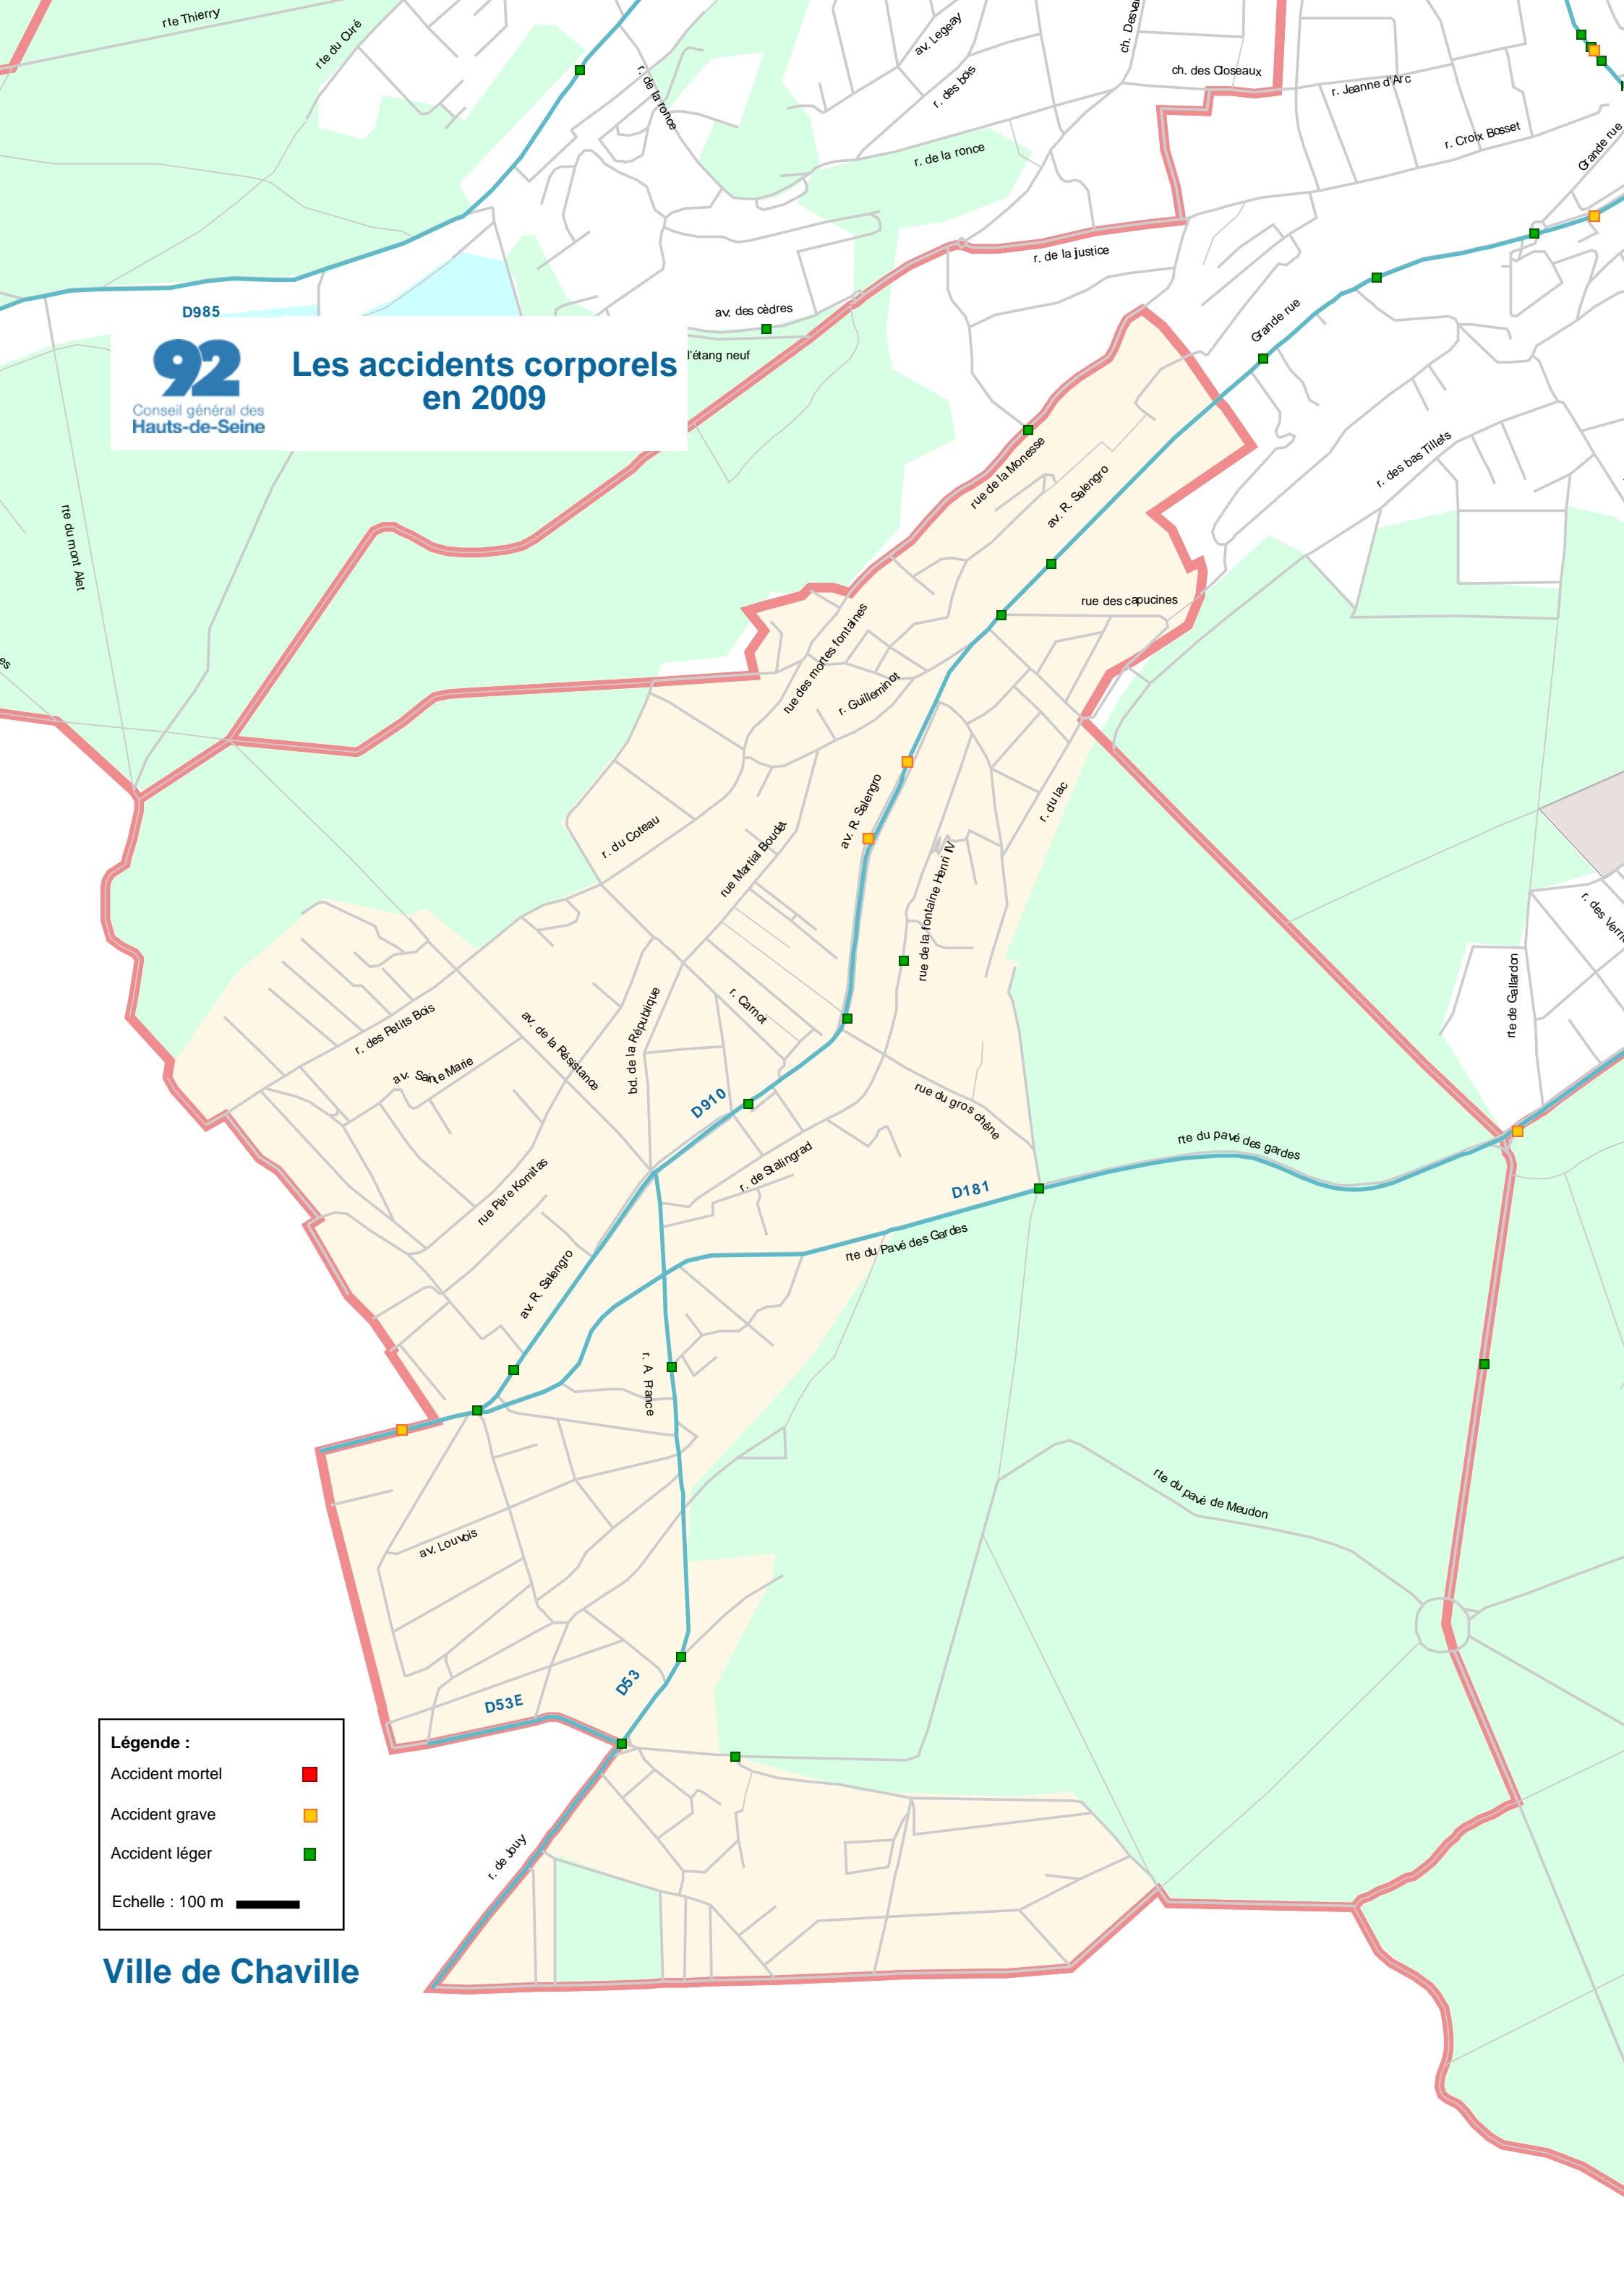 rte Thierry
rte du Curé
r. de la ronce
av. Legeay
r. des bois
ch. des Closeaux
r. Jeanne d'Arc
r. Croix Bosset
Grande rue
r. de la ronce
r. de la justice
D985
av. des cèdres
l'étang neuf
Grande rue
92
Conseil général des
Hauts-de-Seine
Les accidents corporels
en 2009
rte du mont Alet
rue de la Monesse
av. R. Salengro
r. des bas Tillets
rue des capucines
rue des mortes fontaines
r. Guilleminot
r. du Coteau
rue Martial Boudet
av. R. Salengro
r. du lac
rue de la fontaine Henri IV
r. des Petits Bois
av. Sainte Marie
av. de la Résistance
bd. de la République
r. Carnot
rte de Gallardon
D910
rue du gros chêne
rte du pavé des gardes
r. de Stalingrad
rue Père Komitas
D181
rte du Pavé des Gardes
av. R. Salengro
r. A. France
rte du pavé de Meudon
av. Louvois
D53
D53E
r. de Jouy
Légende :
Accident mortel
Accident grave
Accident léger
Echelle : 100 m
Ville de Chaville